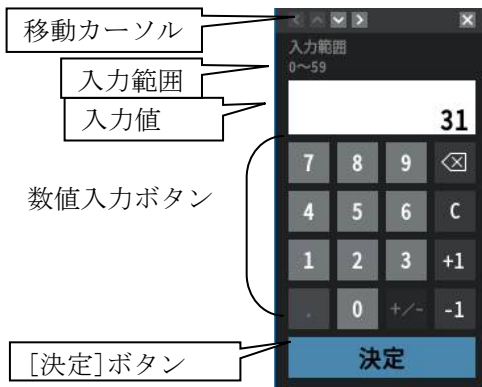 移動カーソル
入力範囲
入力値
数値入力ボタン
[決定]ボタン
入力範囲
0～59
31
7 8 9
4 5 6 C
1 2 3 +1
. 0 +/- -1
決定